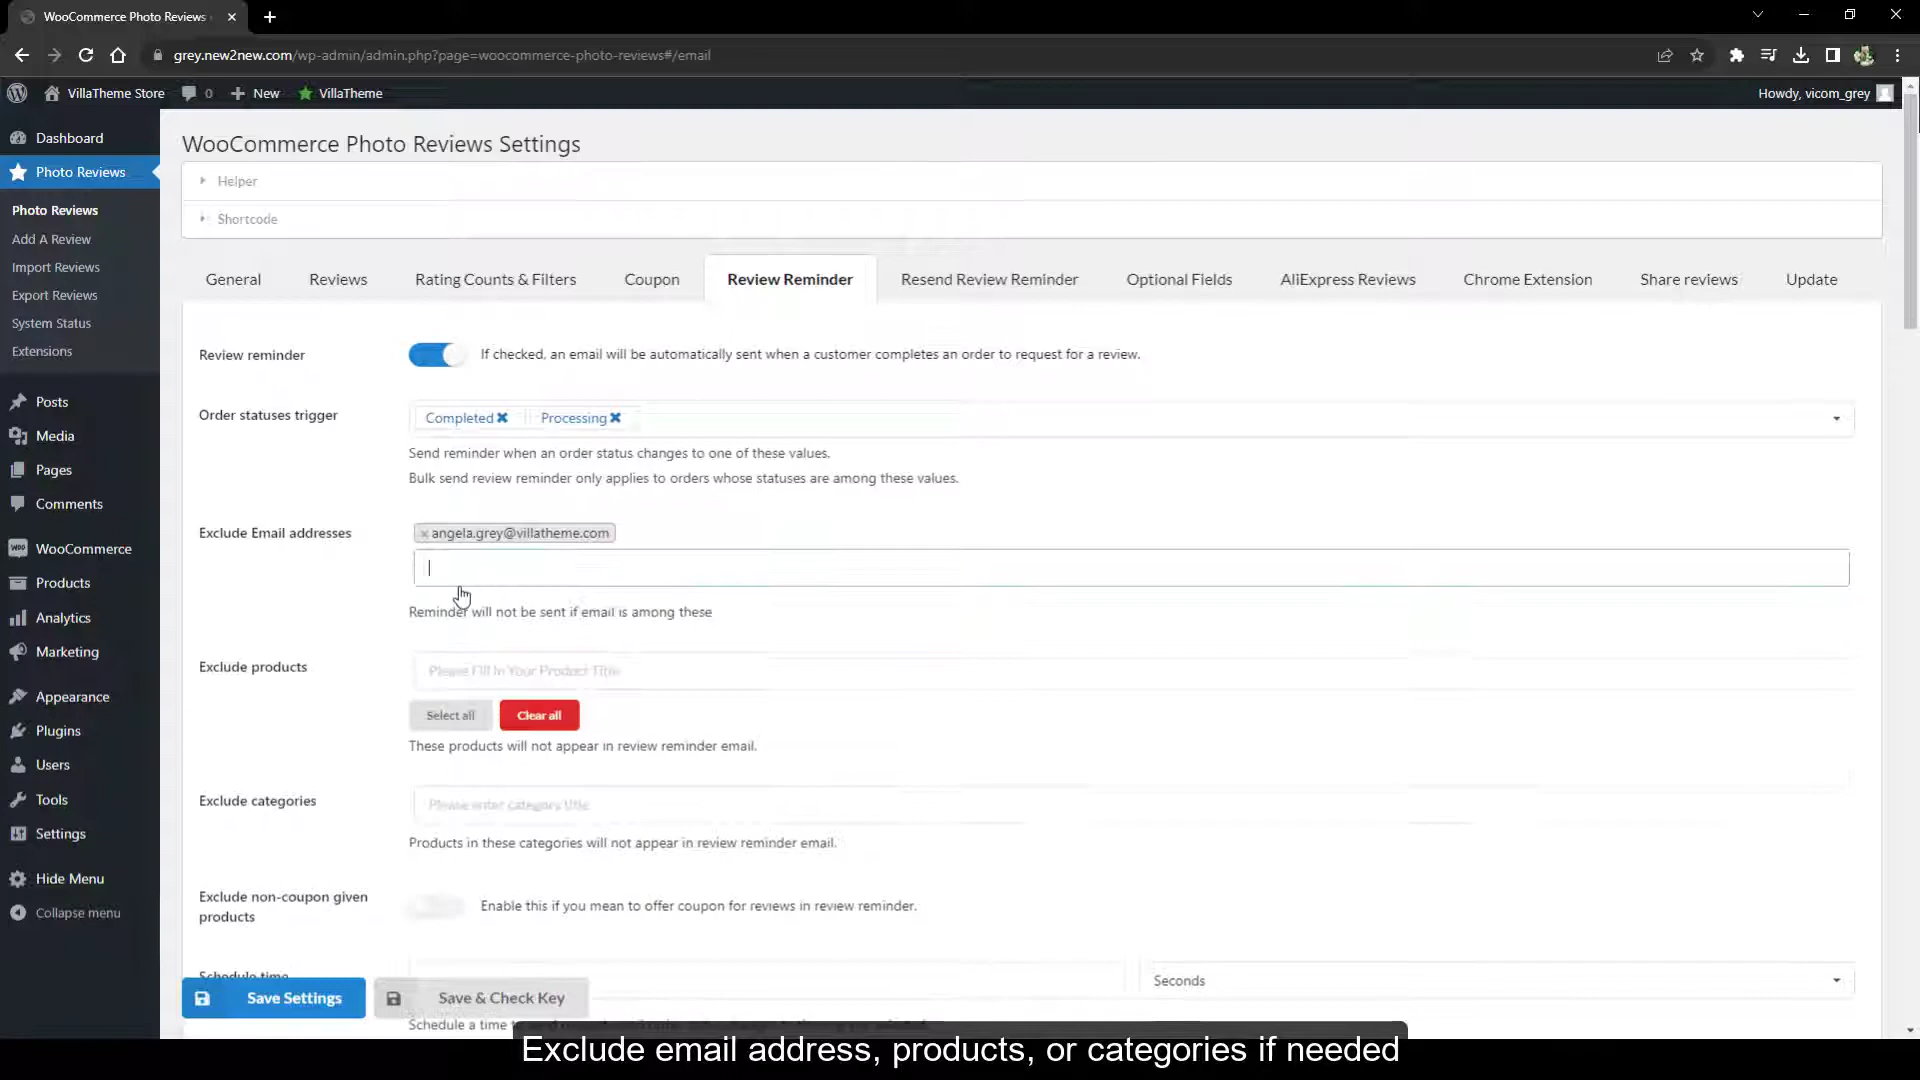 WooCommerce Photo Reviews
grey.new2new.com/wp-admin/admin.php?page=woocommerce-photo-reviews#/email
VillaTheme Store 0 New VillaTheme Howdy, vicom_grey
Dashboard
Photo Reviews
Photo Reviews
Add A Review
Import Reviews
Export Reviews
System Status
Extensions
Posts
Media
Pages
Comments
WooCommerce
Products
Analytics
Marketing
Appearance
Plugins
Users
Tools
Settings
Hide Menu
Collapse menu
WooCommerce Photo Reviews Settings
Helper
Shortcode
General Reviews Rating Counts & Filters Coupon Review Reminder Resend Review Reminder Optional Fields AliExpress Reviews Chrome Extension Share reviews Update
Review reminder If checked, an email will be automatically sent when a customer completes an order to request for a review.
Order statuses trigger Completed Processing
Send reminder when an order status changes to one of these values.
Bulk send review reminder only applies to orders whose statuses are among these values.
Exclude Email addresses ×angela.grey@villatheme.com
Reminder will not be sent if email is among these
Exclude products Please Fill In Your Product Title
Select all Clear all
These products will not appear in review reminder email.
Exclude categories Please enter category title
Products in these categories will not appear in review reminder email.
Exclude non-coupon given
products
Enable this if you mean to offer coupon for reviews in review reminder.
Schedule time Seconds
Save Settings Save & Check Key
Schedule a time
Exclude email address, products, or categories if needed